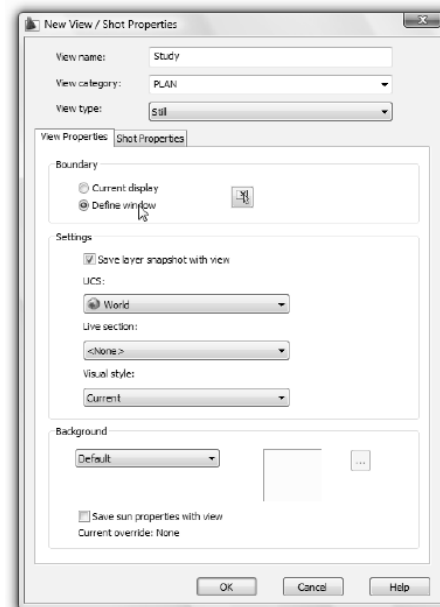 New View / Shot Properties
View name: Study
View category: PLAN
View type: Still
View Properties Shot Properties
Boundary
Current display
Define window
Settings
Save layer snapshot with view
UCS:
World
Live section:
<None>
Visual style:
Current
Background
Default
...
Save sun properties with view
Current override: None
OK Cancel Help